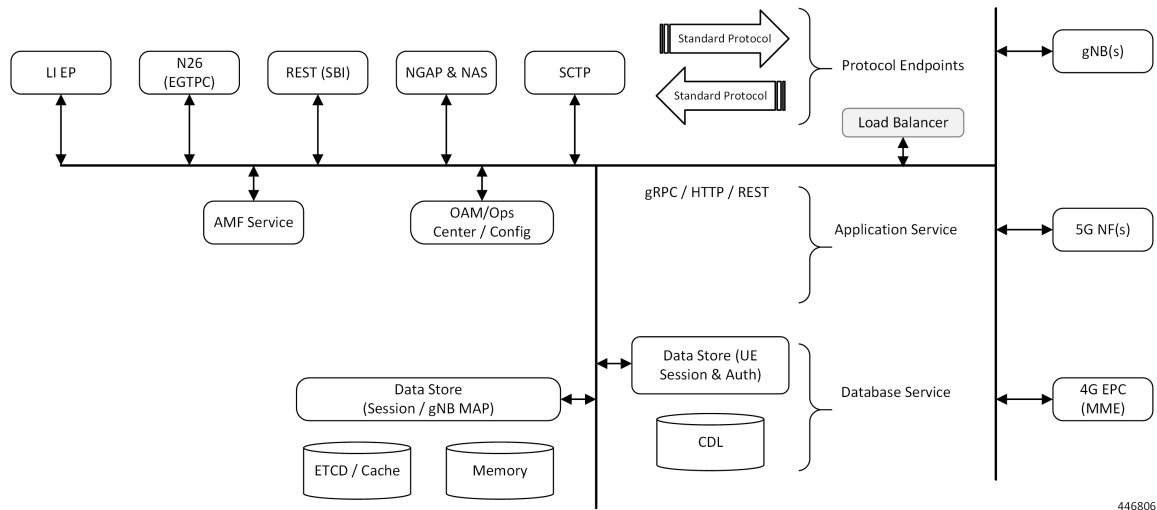 Standard Protocol
gNB(s)
LI EP
N26
(EGTPC)
REST (SBI)
NGAP & NAS
SCTP
Protocol Endpoints
Standard Protocol
Load Balancer
gRPC / HTTP / REST
AMF Service
OAM/Ops
Center / Config
Application Service
5G NF(s)
Data Store (UE
Session & Auth)
Data Store
(Session / gNB MAP)
Database Service
4G EPC
(MME)
CDL
ETCD / Cache
Memory
446806